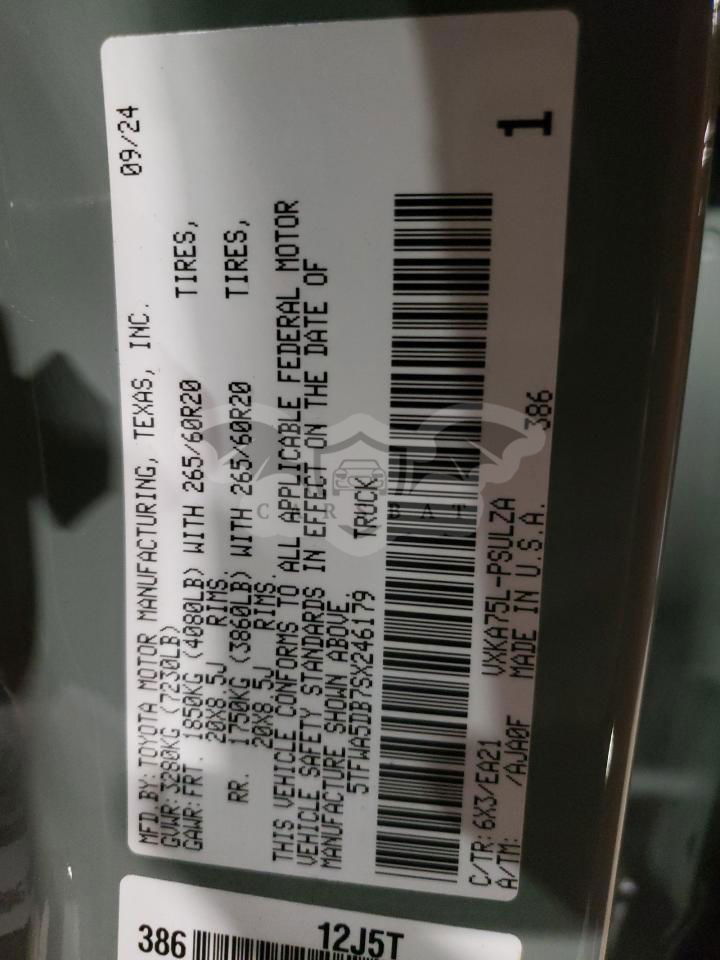 MFD.BY:TOYOTA MOTOR MANUFACTURING, TEXAS, INC. 09/24
GVWR:3280KG (7230LB)
GAWR:FRT. 1850KG (4080LB) WITH 265/60R20 TIRES,
20X8.5J RIMS.
RR. 1750KG (3860LB) WITH 265/60R20 TIRES,
20X8.5J RIMS.
THIS VEHICLE CONFORMS TO ALL APPLICABLE FEDERAL MOTOR
VEHICLE SAFETY STANDARDS IN EFFECT ON THE DATE OF
MANUFACTURE SHOWN ABOVE.
5TFWA5DB7SX246179 TRUCK
C/TR: 6X3/EA21 VXKA75L-PSULZA
A/TM: /AJA0F MADE IN U.S.A. 386
1
CARCBAT
386 12J5T